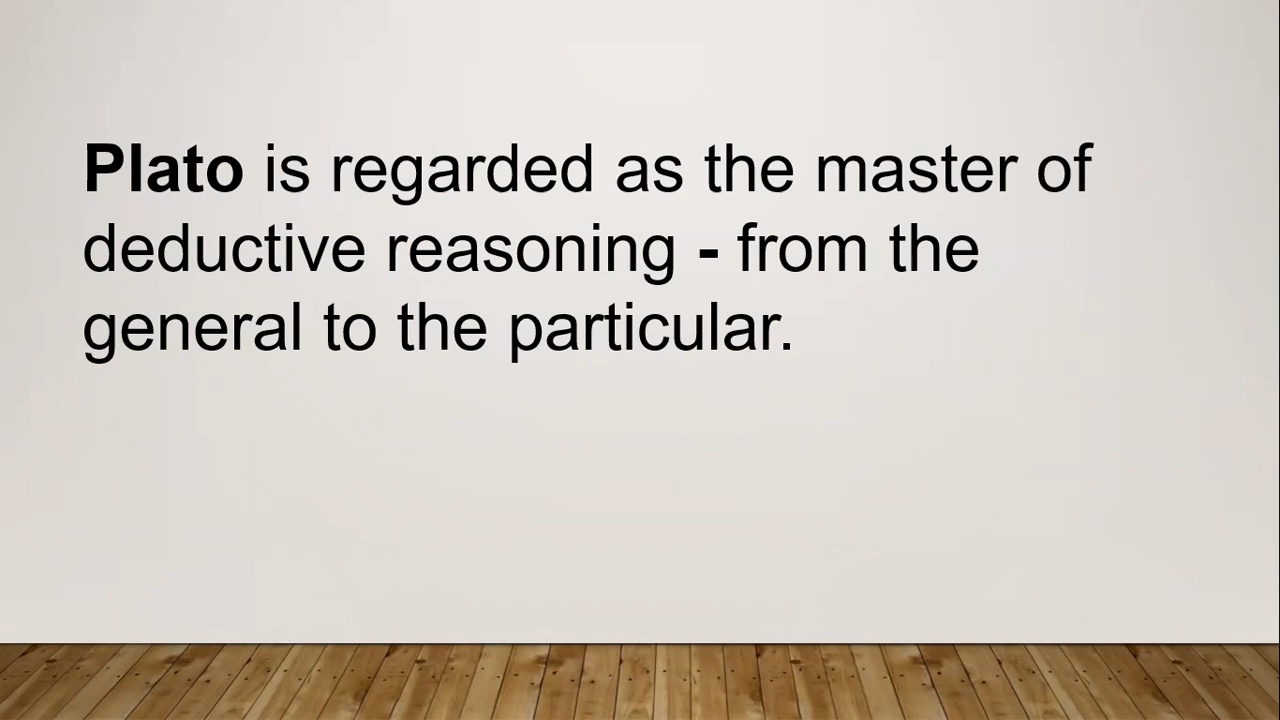 Plato is regarded as the master of
deductive reasoning - from the
general to the particular.